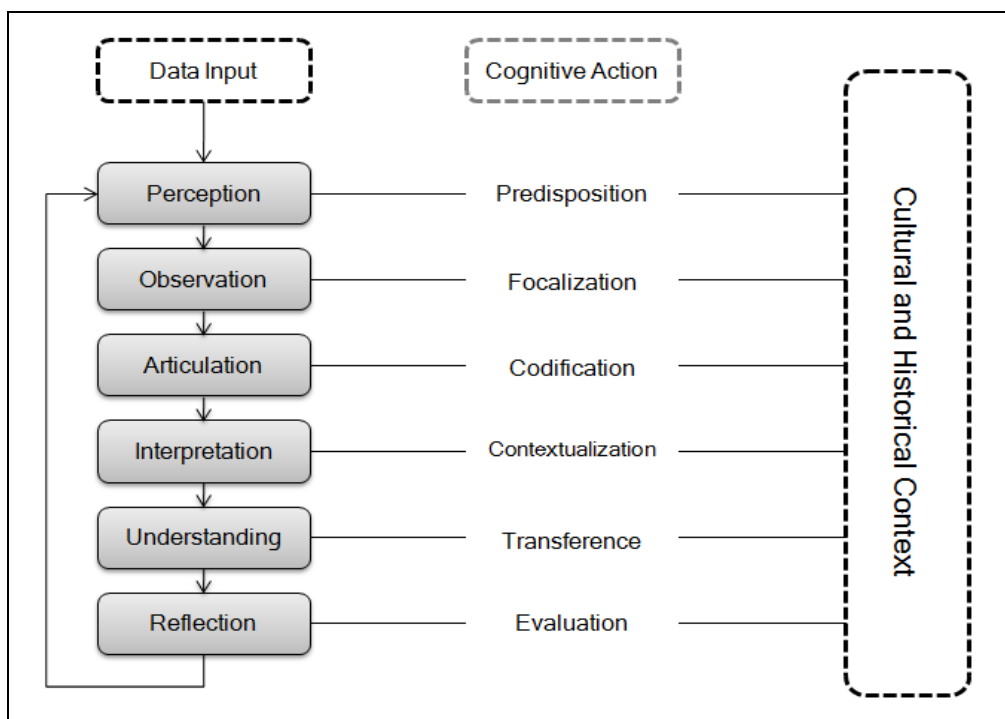 Data Input
Cognitive Action
Perception
Predisposition
Observation
Focalization
Articulation
Codification
Interpretation
Contextualization
Understanding
Transference
Reflection
Evaluation
Cultural and Historical Context